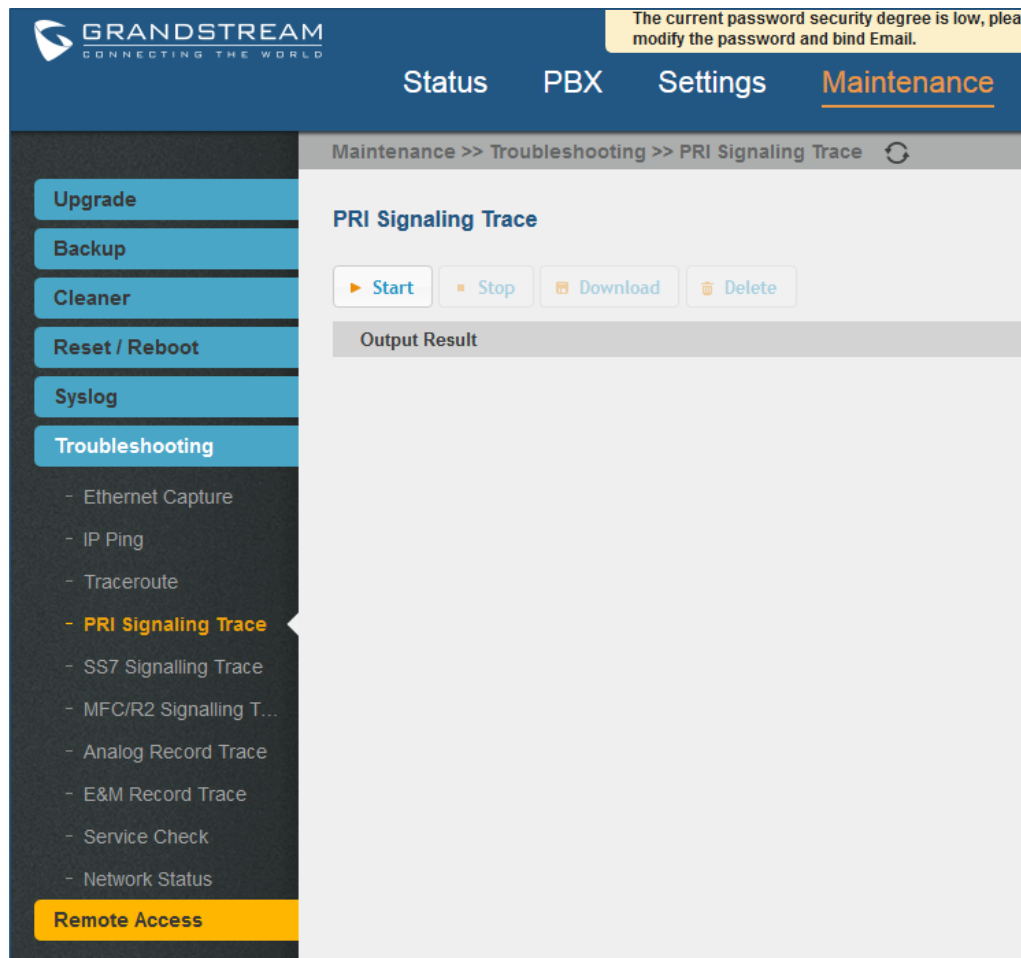 GRANDSTREAM
CONNECTING THE WORLD
The current password security degree is low, plea
modify the password and bind Email.
Status PBX Settings Maintenance
Maintenance >> Troubleshooting >> PRI Signaling Trace
Upgrade
Backup
Cleaner
Reset / Reboot
Syslog
Troubleshooting
- Ethernet Capture
- IP Ping
- Traceroute
- PRI Signaling Trace
- SS7 Signalling Trace
- MFC/R2 Signalling T...
- Analog Record Trace
- E&M Record Trace
- Service Check
- Network Status
Remote Access
PRI Signaling Trace
Start Stop Download Delete
Output Result